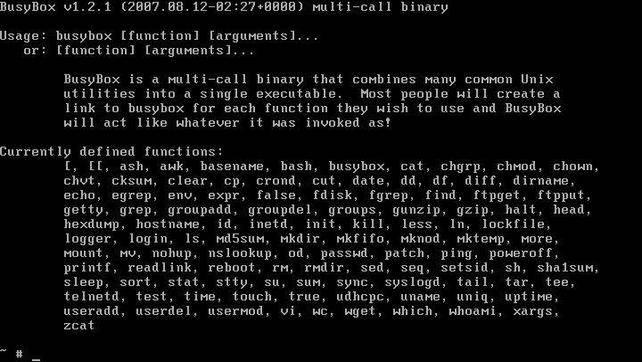 BusyBox v1.2.1 (2007.08.12-02:27+0000) multi-call binary
Usage: busybox [function] [arguments]...
or: [function] [arguments]...
BusyBox is a multi-call binary that combines many common Unix
utilities into a single executable.  Most people will create a
link to busybox for each function they wish to use and BusyBox
will act like whatever it was invoked as!
Currently defined functions:
[, [[, ash, awk, basename, bash, busybox, cat, chgrp, chmod, chown,
chvt, cksum, clear, cp, crond, cut, date, dd, df, diff, dirname,
echo, egrep, env, expr, false, fdisk, fgrep, find, ftpget, ftpput,
getty, grep, groupadd, groupdel, groups, gunzip, gzip, halt, head,
hexdump, hostname, id, inetd, init, kill, less, ln, lockfile,
logger, login, ls, md5sum, mkdir, mkfifo, mknod, mktemp, more,
mount, mv, nohup, nslookup, od, passwd, patch, ping, poweroff,
printf, readlink, reboot, rm, rmdir, sed, seq, setsid, sh, sha1sum,
sleep, sort, stat, stty, su, sum, sync, syslogd, tail, tar, tee,
telnetd, test, time, touch, true, udhcpc, uname, uniq, uptime,
useradd, userdel, usermod, vi, wc, wget, which, whoami, xargs,
zcat
~ # _